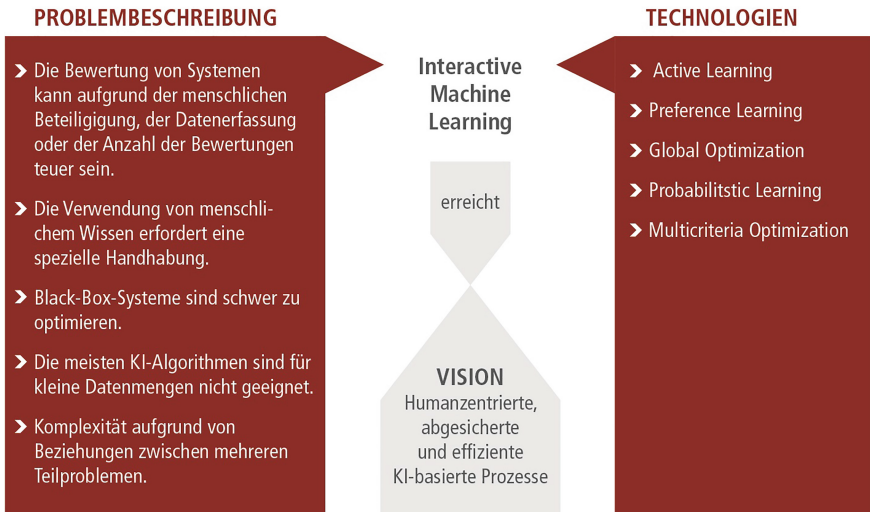 PROBLEMBESCHREIBUNG
Die Bewertung von Systemen
kann aufgrund der menschlichen
Beteiligigung, der Datenerfassung
oder der Anzahl der Bewertungen
teuer sein.
Die Verwendung von menschli-
chem Wissen erfordert eine
spezielle Handhabung.
Black-Box-Systeme sind schwer zu
optimieren.
Die meisten KI-Algorithmen sind für
kleine Datenmengen nicht geeignet.
Komplexität aufgrund von
Beziehungen zwischen mehreren
Teilproblemen.
Interactive
Machine
Learning
erreicht
VISION
Humanzentrierte,
abgesicherte
und effiziente
KI-basierte Prozesse
TECHNOLOGIEN
Active Learning
Preference Learning
Global Optimization
Probabilitstic Learning
Multicriteria Optimization